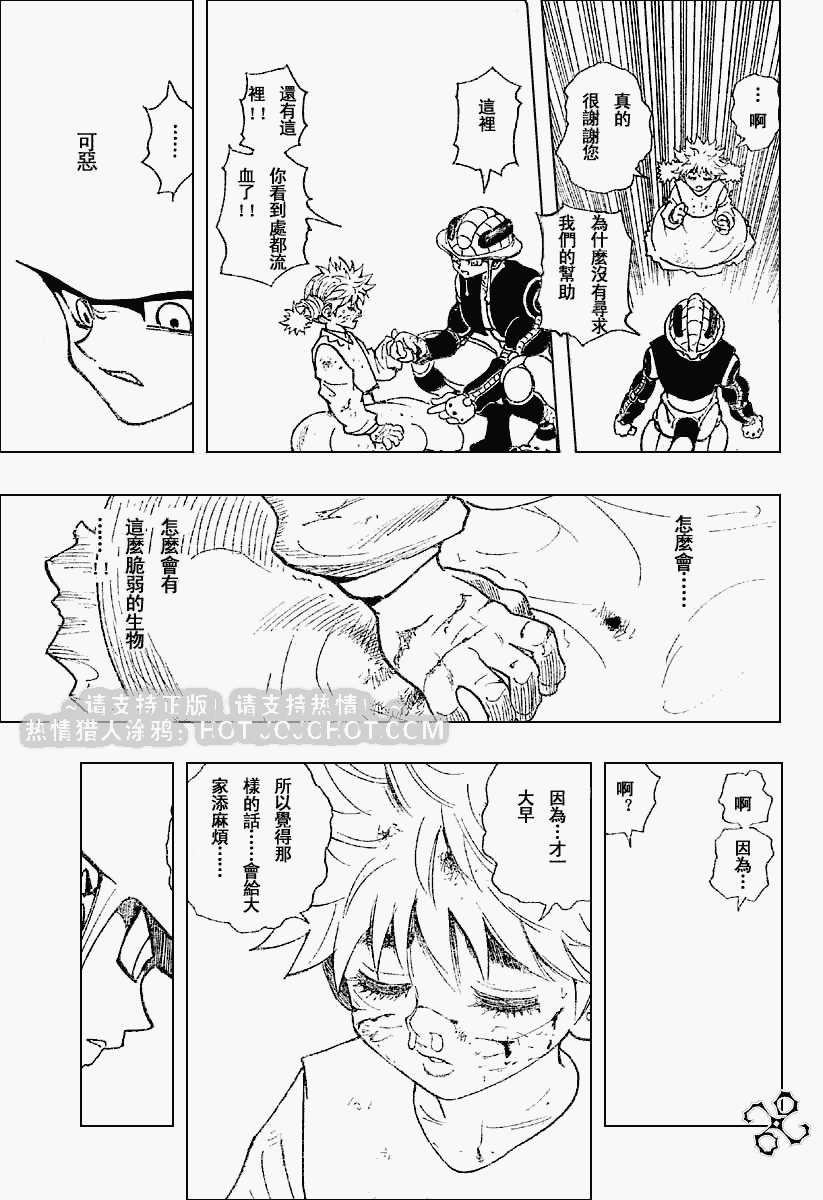 …啊
真的
很謝謝您
為什麼沒有尋求
我們的幫助
這裡
還有這
裡!!
你看到處都流
血了!!
……
可惡
怎麼會……
怎麼會有
這麼脆弱的生物
……!!
～请支持正版！请支持热情！～
热情猎人涂鸦：HOTJOJOHOT.COM
啊
因為…
啊？
因為…才一
大早
所以覺得那
樣的話……會給大
家添麻煩……